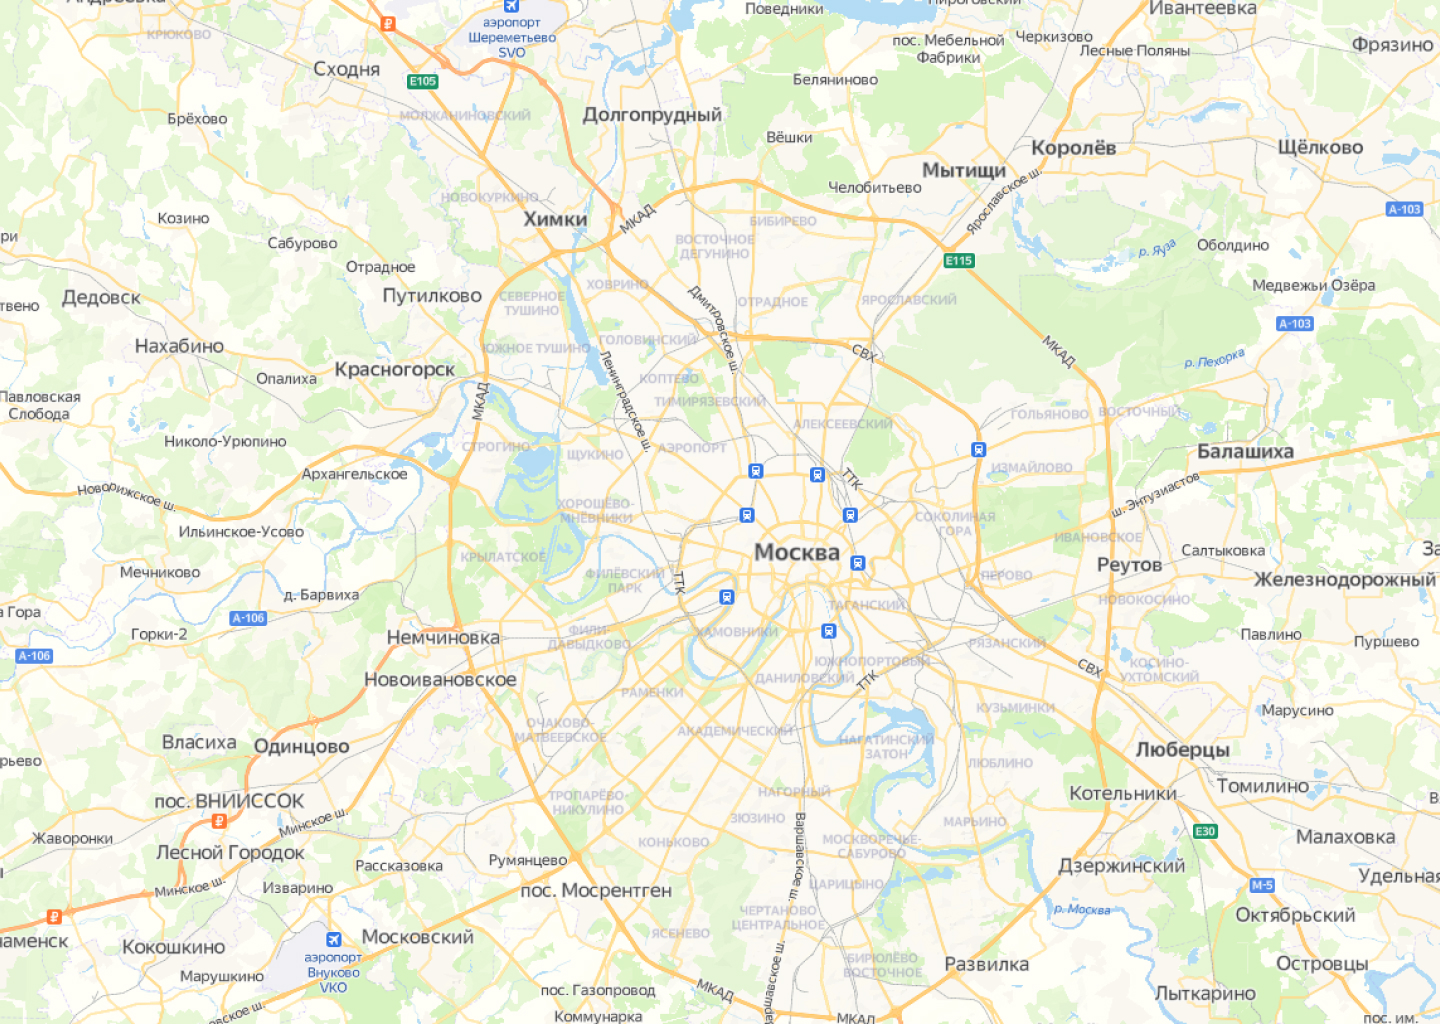 КРЮКОВО
аэропорт
Шереметьево
SVO
Поведники
Ивантеевка
Черкизово
пос. Мебельной
Фабрики
Лесные Поляны
Фрязино
Сходня
E105
Беляниново
Брёхово
МОЛЖАНИНОВСКИЙ
Долгопрудный
Вёшки
Королёв
Щёлково
Мытищи
Челобитьево
Ярославское ш.
НОВОКУРКИНО
Химки
МКАД
БИБИРЕВО
А-103
Козино
Сабурово
ВОСТОЧНОЕ
ДЕГУНИНО
E115
р. Яуза
Оболдино
Отрадное
Путилково
ХОВРИНО
Дмитровское ш.
ОТРАДНОЕ
ЯРОСЛАВСКИЙ
Медвежьи Озёра
Дедовск
СЕВЕРНОЕ
ТУШИНО
А-103
Нахабино
ЮЖНОЕ ТУШИНО
ГОЛОВИНСКИЙ
СВХ
МКАД
р. Пехорка
Красногорск
Опалиха
МКАД
Ленинградское ш.
КОПТЕВО
Павловская
Слобода
ТИМИРЯЗЕВСКИЙ
АЛЕКСЕЕВСКИЙ
ГОЛЬЯНОВО
ВОСТОЧНЫЙ
Николо-Урюпино
СТРОГИНО
ЩУКИНО
АЭРОПОРТ
Балашиха
Архангельское
ТТК
ИЗМАЙЛОВО
Новорижское ш.
ш. Энтузиастов
ХОРОШЁВО-
МНЁВНИКИ
СОКОЛИНАЯ
ГОРА
Ильинское-Усово
ИВАНОВСКОЕ
Москва
Салтыковка
КРЫЛАТСКОЕ
Реутов
Мечниково
ФИЛЁВСКИЙ
ПАРК
ТТК
ПЕРОВО
Железнодорожный
д. Барвиха
НОВОКОСИНО
ТАГАНСКИЙ
А-106
Горки-2
Немчиновка
ФИЛИ-
ДАВЫДКОВО
ХАМОВНИКИ
РЯЗАНСКИЙ
Павлино
Пуршево
А-106
ЮЖНОПОРТОВЫЙ
СВХ
КОСИНО-
УХТОМСКИЙ
Новоивановское
РАМЕНКИ
ДАНИЛОВСКИЙ
ТТК
КУЗЬМИНКИ
Марусино
ОЧАКОВО-
МАТВЕЕВСКОЕ
АКАДЕМИЧЕСКИЙ
НАГАТИНСКИЙ
ЗАТОН
Власиха
Одинцово
Люберцы
ЛЮБЛИНО
Томилино
Котельники
пос. ВНИИССОК
ТРОПАРЁВО-
НИКУЛИНО
НАГОРНЫЙ
Минское ш.
ЗЮЗИНО
МАРЬИНО
E30
Жаворонки
КОНЬКОВО
Варшавское ш.
МОСКВОРЕЧЬЕ-
САБУРОВО
Малаховка
Лесной Городок
Рассказовка
Румянцево
Дзержинский
Удельная
Минское ш.
Изварино
пос. Мосрентген
ЦАРИЦЫНО
М-5
р. Москва
Октябрьский
ЧЕРТАНОВО
ЦЕНТРАЛЬНОЕ
ЯСЕНЕВО
Кокошкино
Московский
аэропорт
Внуково
VKO
БИРЮЛЁВО
ВОСТОЧНОЕ
Развилка
Островцы
Марушкино
пос. Газопровод
МКАД
Лыткарино
Коммунарка
МКАД
пос. им.